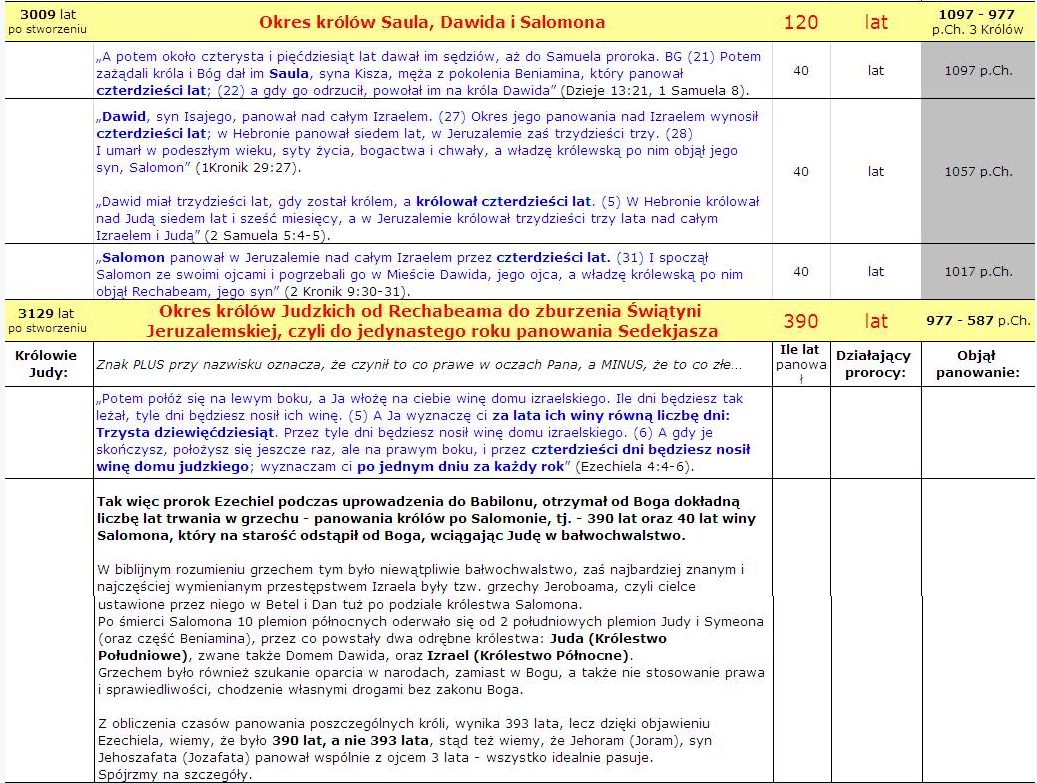 3009 lat
po stworzeniu
Okres królów Saula, Dawida i Salomona
120
lat
1097 - 977
p.Ch. 3 Królów
„A potem około czterysta i pięćdziesiąt lat dawał im sędziów, aż do Samuela proroka. BG (21) Potem
zażądali króla i Bóg dał im Saula, syna Kisza, męża z pokolenia Beniamina, który panował
czterdzieści lat; (22) a gdy go odrzucił, powołał im na króla Dawida” (Dzieje 13:21, 1 Samuela 8).
40
lat
1097 p.Ch.
„Dawid, syn Isajego, panował nad całym Izraelem. (27) Okres jego panowania nad Izraelem wynosił
czterdzieści lat; w Hebronie panował siedem lat, w Jeruzalemie zaś trzydzieści trzy. (28)
I umarł w podeszłym wieku, syty życia, bogactwa i chwały, a władzę królewską po nim objął jego
syn, Salomon” (1Kronik 29:27).
„Dawid miał trzydzieści lat, gdy został królem, a królował czterdzieści lat. (5) W Hebronie królował
nad Judą siedem lat i sześć miesięcy, a w Jeruzalemie królował trzydzieści trzy lata nad całym
Izraelem i Judą” (2 Samuela 5:4-5).
40
lat
1057 p.Ch.
„Salomon panował w Jeruzalemie nad całym Izraelem przez czterdzieści lat. (31) I spoczął
Salomon ze swoimi ojcami i pogrzebali go w Mieście Dawida, jego ojca, a władzę królewską po nim
objął Rechabeam, jego syn” (2 Kronik 9:30-31).
40
lat
1017 p.Ch.
3129 lat
po stworzeniu
Okres królów Judzkich od Rechabeama do zburzenia Świątyni
Jeruzalemskiej, czyli do jedynastego roku panowania Sedekjasza
390
lat
977 - 587 p.Ch.
Królowie
Judy:
Znak PLUS przy nazwisku oznacza, że czynił to co prawe w oczach Pana, a MINUS, że to co złe...
Ile lat
panowa
ł
Działający
prorocy:
Objął
panowanie:
„Potem połóż się na lewym boku, a Ja włożę na ciebie winę domu izraelskiego. Ile dni będziesz tak
leżał, tyle dni będziesz nosił ich winę. (5) A Ja wyznaczę ci za lata ich winy równą liczbę dni:
Trzysta dziewięćdziesiąt. Przez tyle dni będziesz nosił winę domu izraelskiego. (6) A gdy je
skończysz, położysz się jeszcze raz, ale na prawym boku, i przez czterdzieści dni będziesz nosił
winę domu judzkiego; wyznaczam ci po jednym dniu za każdy rok” (Ezechiela 4:4-6).
Tak więc prorok Ezechiel podczas uprowadzenia do Babilonu, otrzymał od Boga dokładną
liczbę lat trwania w grzechu - panowania królów po Salomonie, tj. - 390 lat oraz 40 lat winy
Salomona, który na starość odstąpił od Boga, wciągając Judę w bałwochwalstwo.
W biblijnym rozumieniu grzechem tym było niewątpliwie bałwochwalstwo, zaś najbardziej znanym i
najczęściej wymienianym przestępstwem Izraela były tzw. grzechy Jeroboama, czyli cielce
ustawione przez niego w Betel i Dan tuż po podziale królestwa Salomona.
Po śmierci Salomona 10 plemion północnych oderwało się od 2 południowych plemion Judy i Symeona
(oraz część Beniamina), przez co powstały dwa odrębne królestwa: Juda (Królestwo
Południowe), zwane także Domem Dawida, oraz Izrael (Królestwo Północne).
Grzechem było również szukanie oparcia w narodach, zamiast w Bogu, a także nie stosowanie prawa
i sprawiedliwości, chodzenie własnymi drogami bez zakonu Boga.
Z obliczenia czasów panowania poszczególnych króli, wynika 393 lata, lecz dzięki objawieniu
Ezechiela, wiemy, że było 390 lat, a nie 393 lata, stąd też wiemy, że Jehoram (Joram), syn
Jehoszafata (Jozafata) panował wspólnie z ojcem 3 lata - wszystko idealnie pasuje.
Spójrzmy na szczegóły.